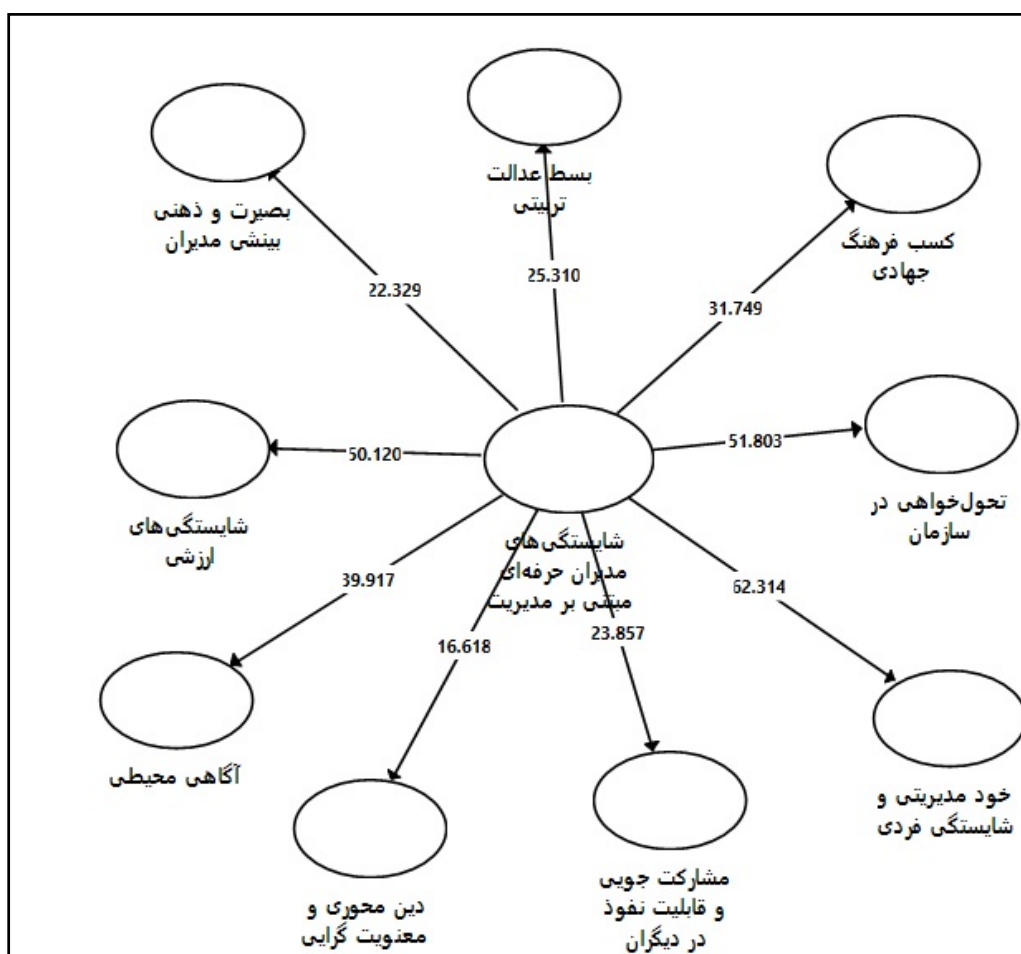 بسط عدالت
تربیتی
بصیرت و ذهنی
بینشی مدیران
کسب فرهنگ
جهادی
22.329
25.310
31.749
50.120
51.803
شایستگی‌های
ارزشی
تحول‌خواهی در
سازمان
شایستگی‌های
مدیران حرفه‌ای
مبتنی بر مدیریت
39.917
62.314
16.618
23.857
آگاهی محیطی
خود مدیریتی و
شایستگی فردی
دین محوری و
معنویت گرایی
مشارکت جویی
و قابلیت نفوذ
در دیگران